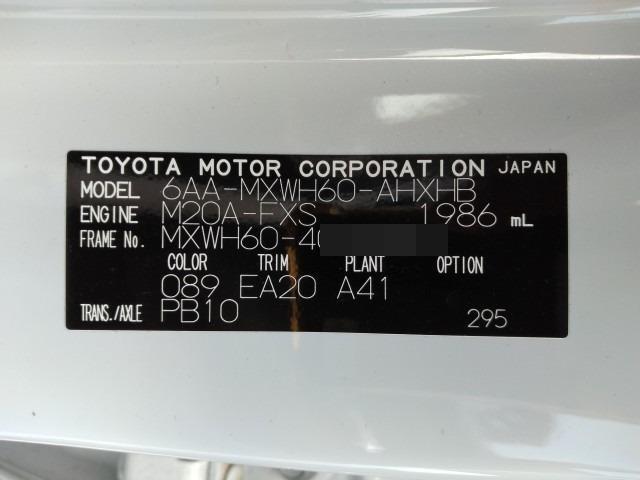 TOYOTA MOTOR CORPORATION JAPAN
MODEL 6AA-MXWH60-AHXHB
ENGINE M20A-FXS 1986 mL
FRAME No. MXWH60-40
COLOR TRIM PLANT OPTION
089 EA20 A41
TRANS./AXLE PB10 295